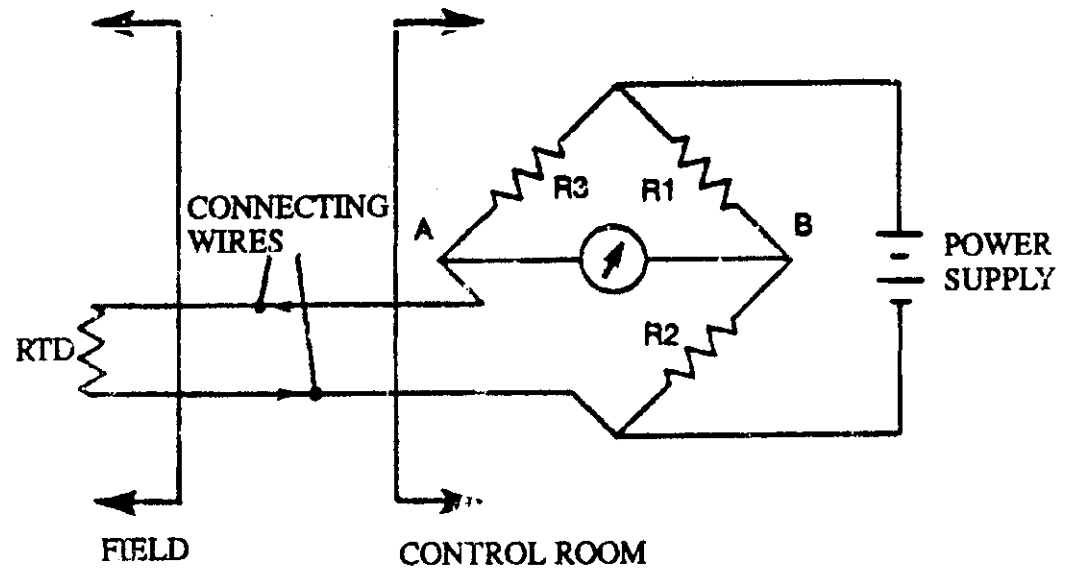 R3
R1
CONNECTING
WIRES
A
B
POWER
SUPPLY
RTD
R2
FIELD
CONTROL ROOM